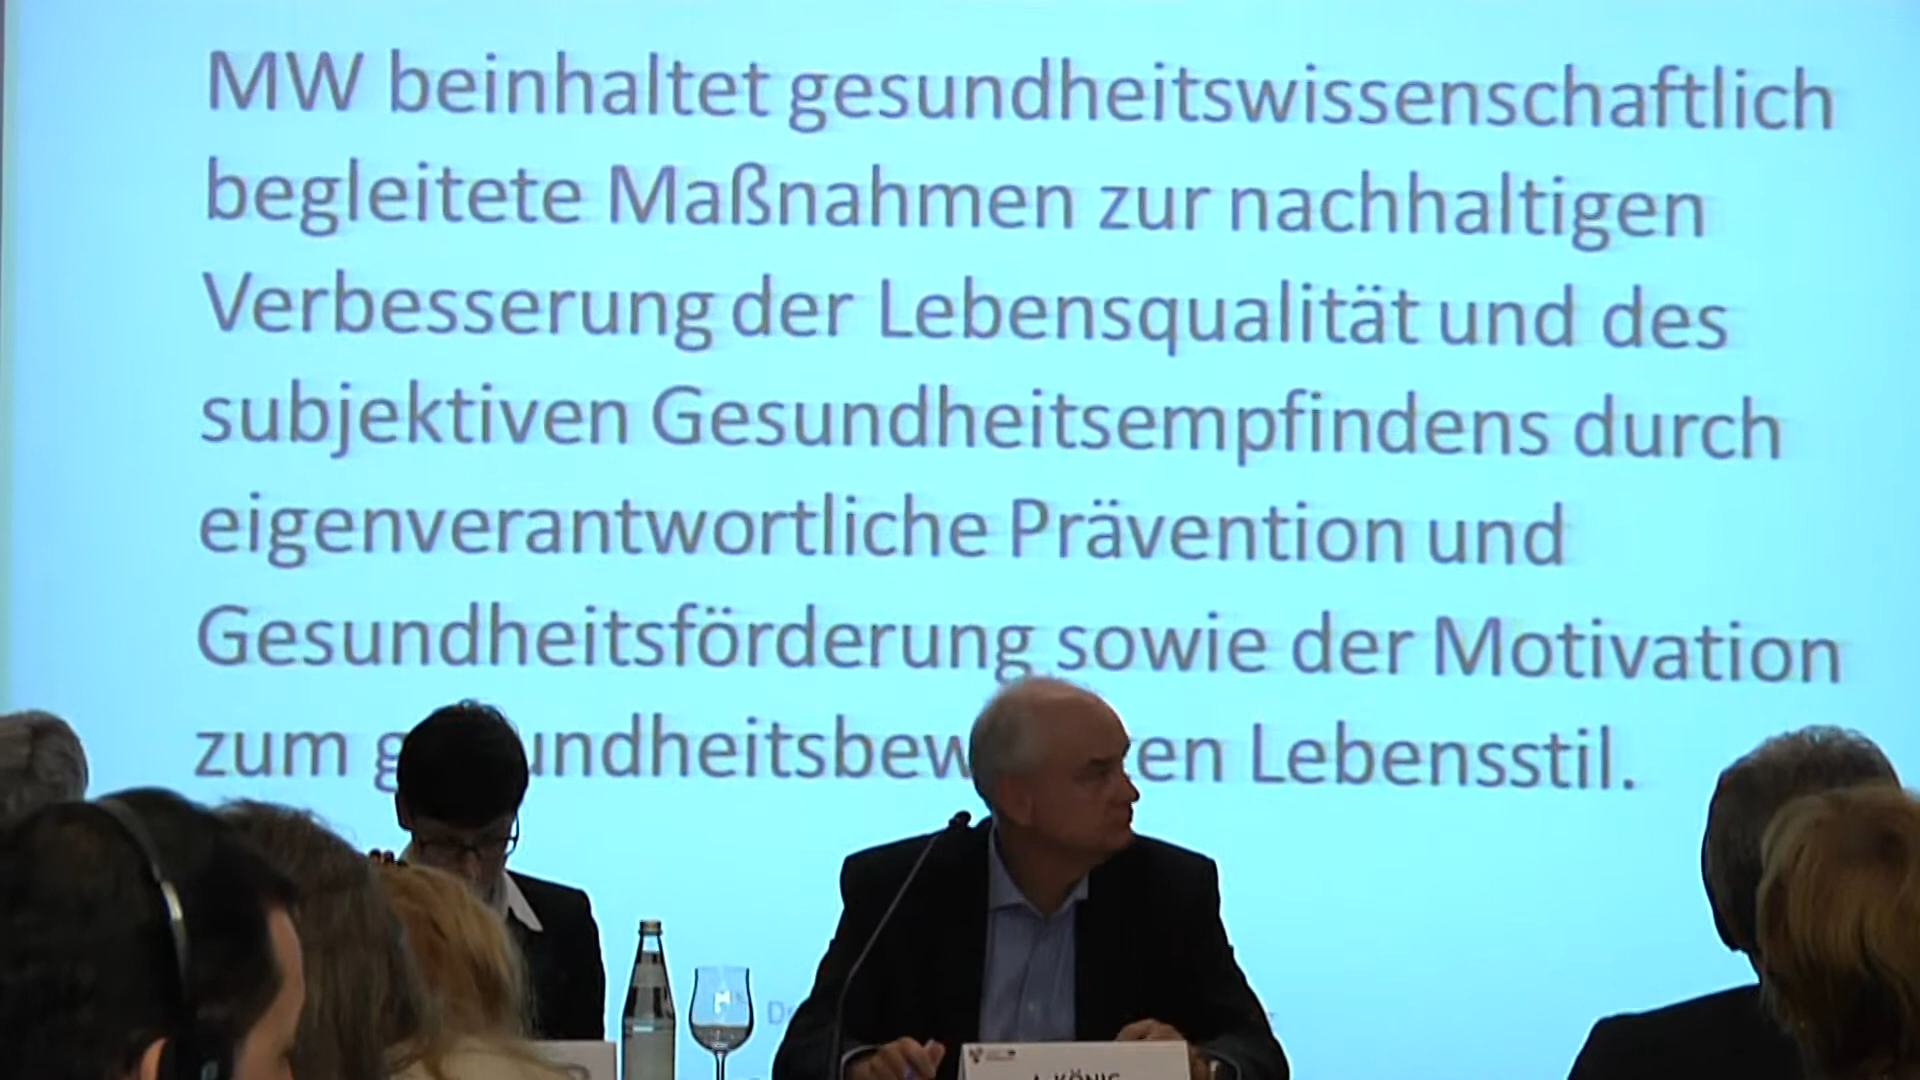 MW beinhaltet gesundheitswissenschaftlich
begleitete Maßnahmen zur nachhaltigen
Verbesserung der Lebensqualität und des
subjektiven Gesundheitsempfindens durch
eigenverantwortliche Prävention und
Gesundheitsförderung sowie der Motivation
zum Lebensstil.
KÖNIG